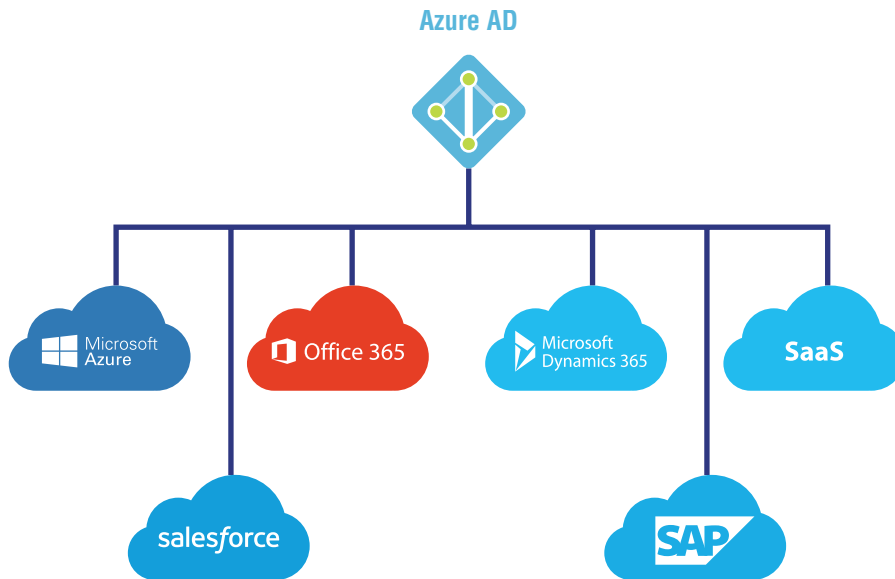 Azure AD
Microsoft
Azure
Office 365
Microsoft
Dynamics 365
SaaS
salesforce
SAP